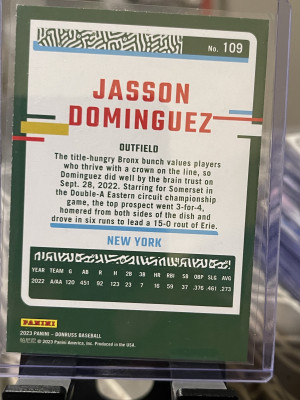 No. 109
JASSON
DOMINGUEZ
OUTFIELD
The title-hungry Bronx bunch values players
who thrive with a crown on the line, so
Dominguez did well by the brain trust on
Sept. 28, 2022. Starring for Somerset in
the Double-A Eastern circuit championship
game, the top prospect went 3-for-4,
homered from both sides of the dish and
drove in six runs to lead a 15-0 rout of Erie.
NEW YORK
YEAR TEAM G AB R H 2B 3B HR RBI SB OBP SLG AVG
2022 A/AA 120 451 92 123 23 7 16 59 37 .376 .461 .273
PANINI
2023 PANINI – DONRUSS BASEBALL
© 2023 Panini America, Inc. Produced in the USA.